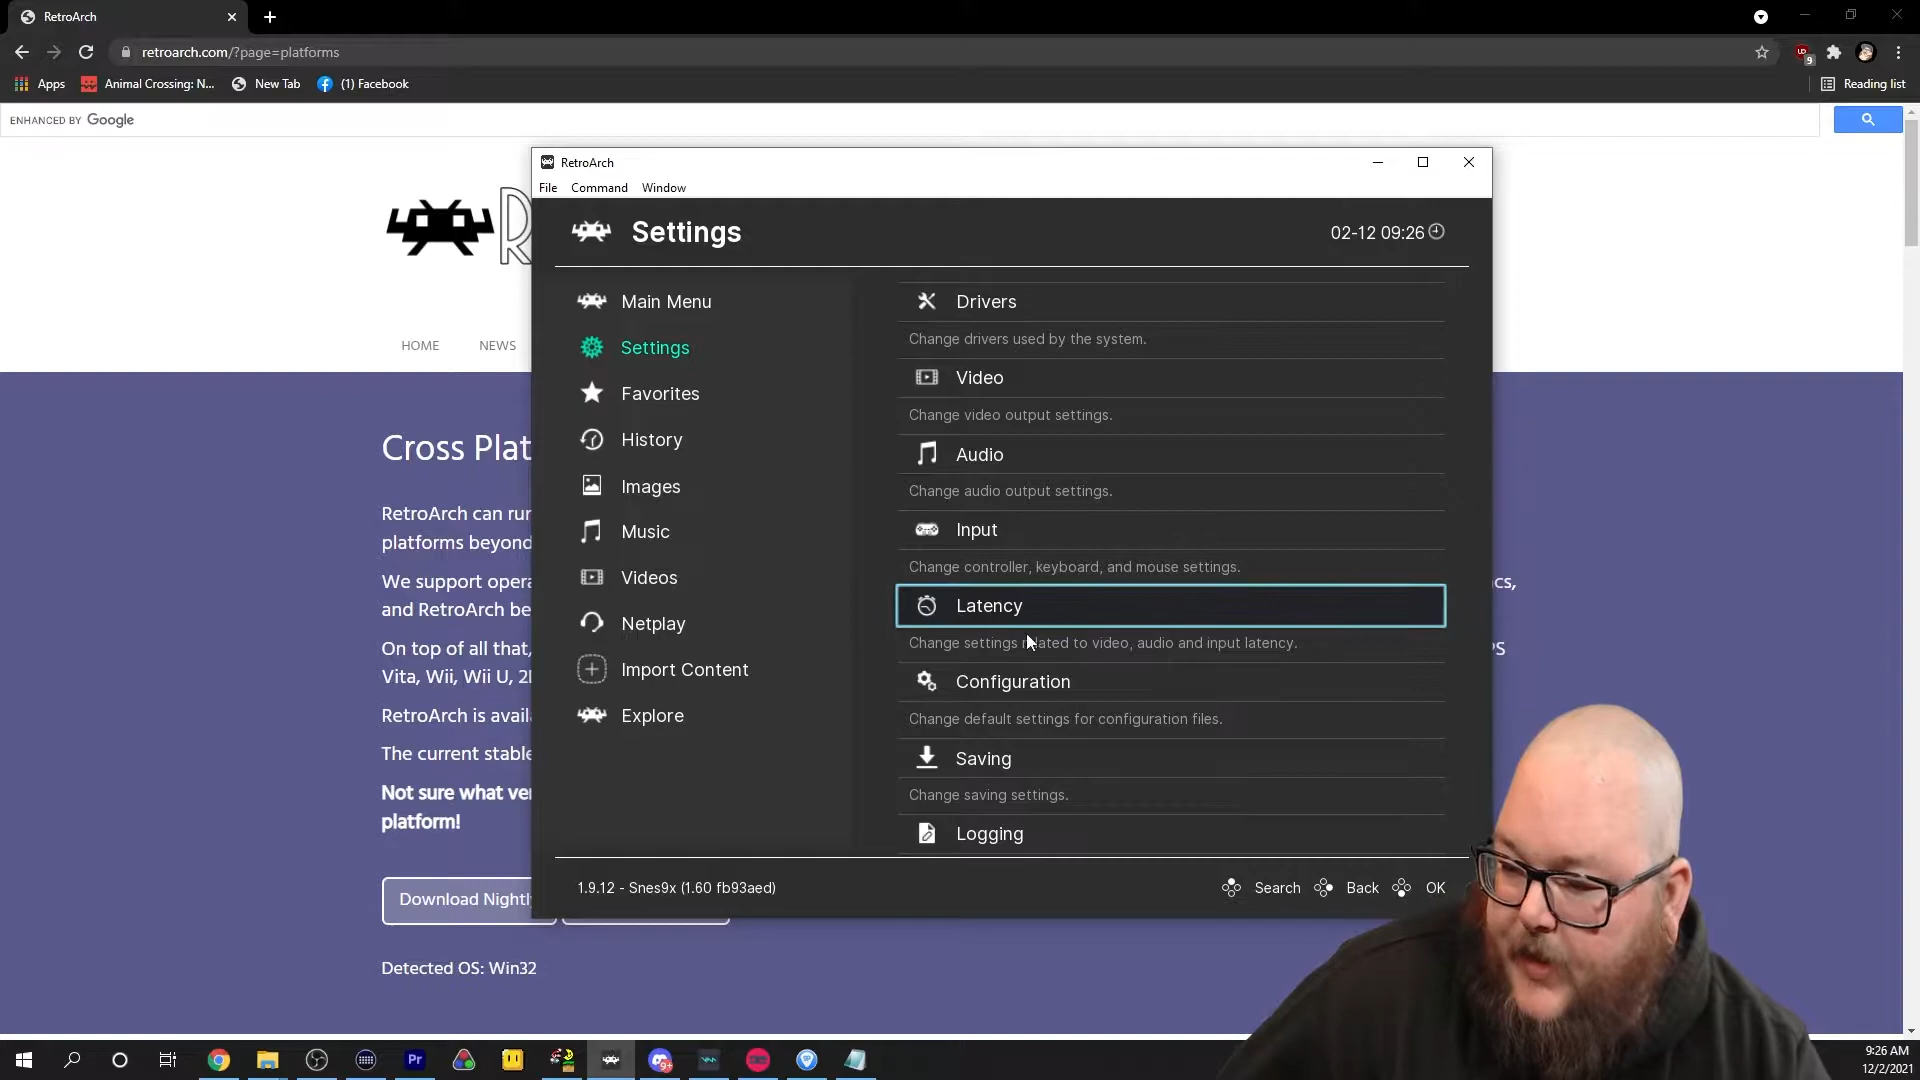 RetroArch
retroarch.com/?page=platforms
9
Apps
Animal Crossing: N...
New Tab
(1) Facebook
Reading list
ENHANCED BY Google
R
HOME
NEWS
Cross Plat
RetroArch can run
platforms beyond
We support opera
and RetroArch be
On top of all that,
Vita, Wii, Wii U, 2
RetroArch is avail
The current stable
Not sure what ver
platform!
Download Nightly
Detected OS: Win32
cs,
PS
RetroArch
File Command Window
Settings
02-12 09:26
Main Menu
Settings
Favorites
History
Images
Music
Videos
Netplay
Import Content
Explore
Drivers
Change drivers used by the system.
Video
Change video output settings.
Audio
Change audio output settings.
Input
Change controller, keyboard, and mouse settings.
Latency
Change settings related to video, audio and input latency.
Configuration
Change default settings for configuration files.
Saving
Change saving settings.
Logging
1.9.12 - Snes9x (1.60 fb93aed)
Search
Back
OK
Pr
9+
9:26 AM
12/2/2021